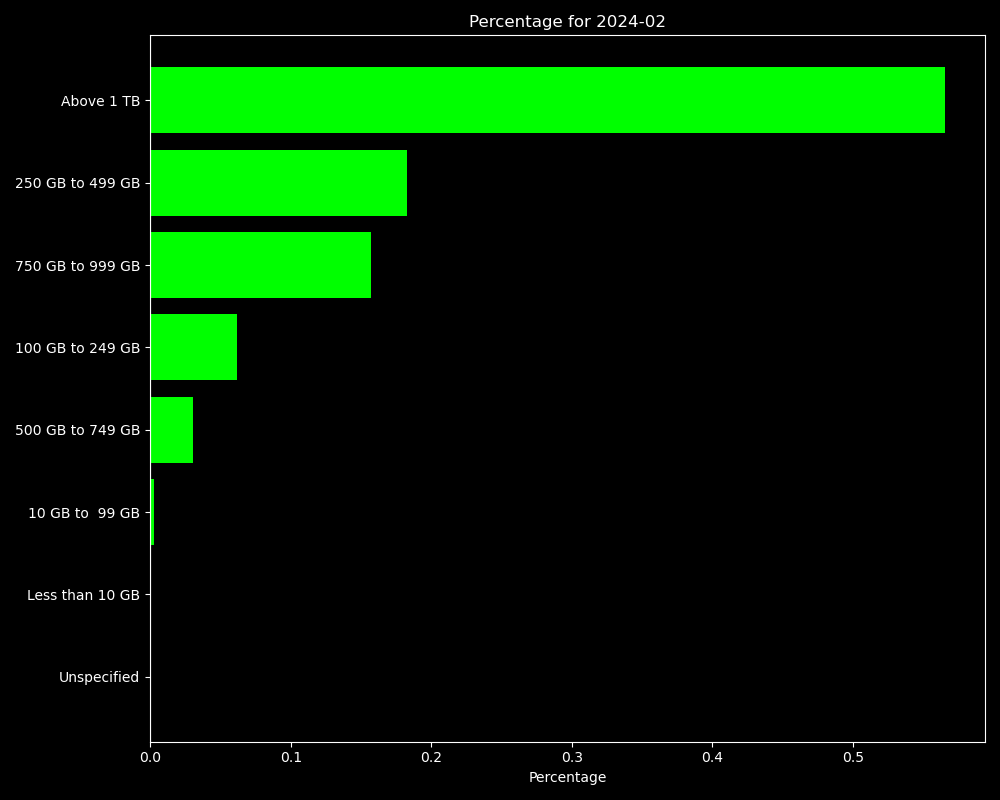 Percentage for 2024-02
Above 1 TB
250 GB to 499 GB
750 GB to 999 GB
100 GB to 249 GB
500 GB to 749 GB
10 GB to  99 GB
Less than 10 GB
Unspecified
0.0 0.1 0.2 0.3 0.4 0.5
Percentage